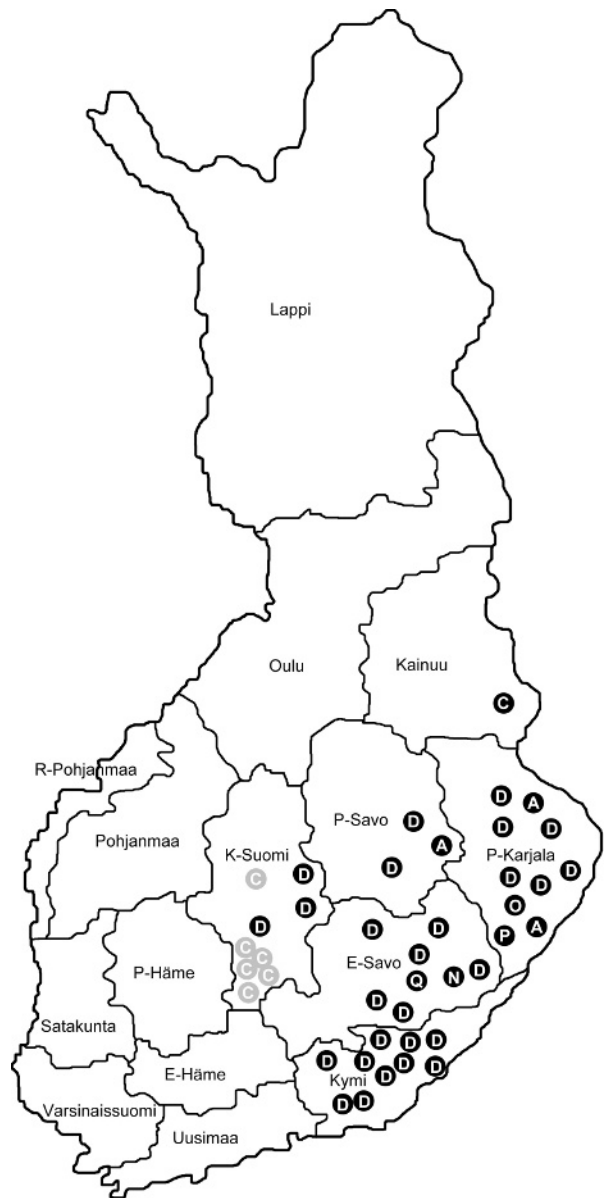 Lappi
Oulu
Kainuu
C
R-Pohjanmaa
Pohjanmaa
K-Suomi
P-Savo
P-Karjala
D
A
D
D
D
A
D
D
D
D
O
P
A
C
D
D
D
C
C
C
C
C
P-Häme
E-Savo
D
D
D
Q
N
D
D
D
Satakunta
E-Häme
Kymi
D
D
D
D
D
D
D
D
D
D
Varsinaissuomi
Uusimaa